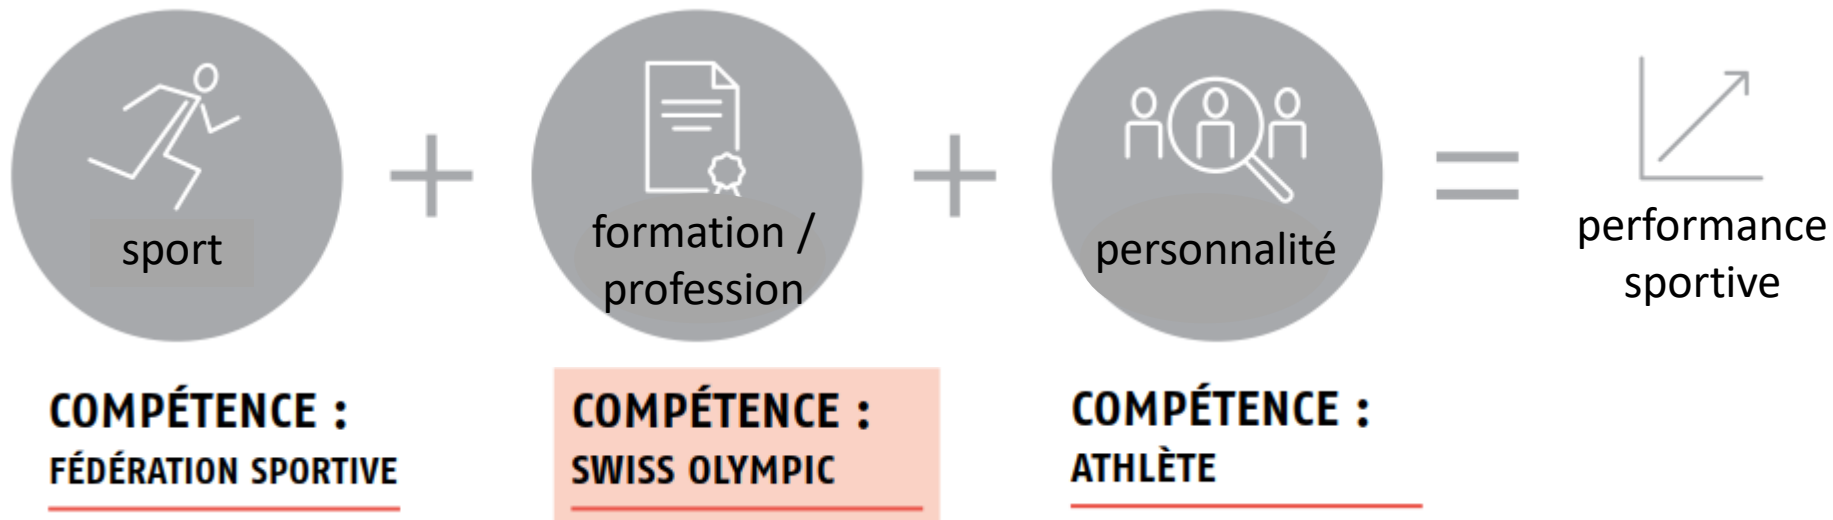 sport
formation /
profession
personnalité
performance
sportive
COMPÉTENCE :
FÉDÉRATION SPORTIVE
COMPÉTENCE :
SWISS OLYMPIC
COMPÉTENCE :
ATHLÈTE